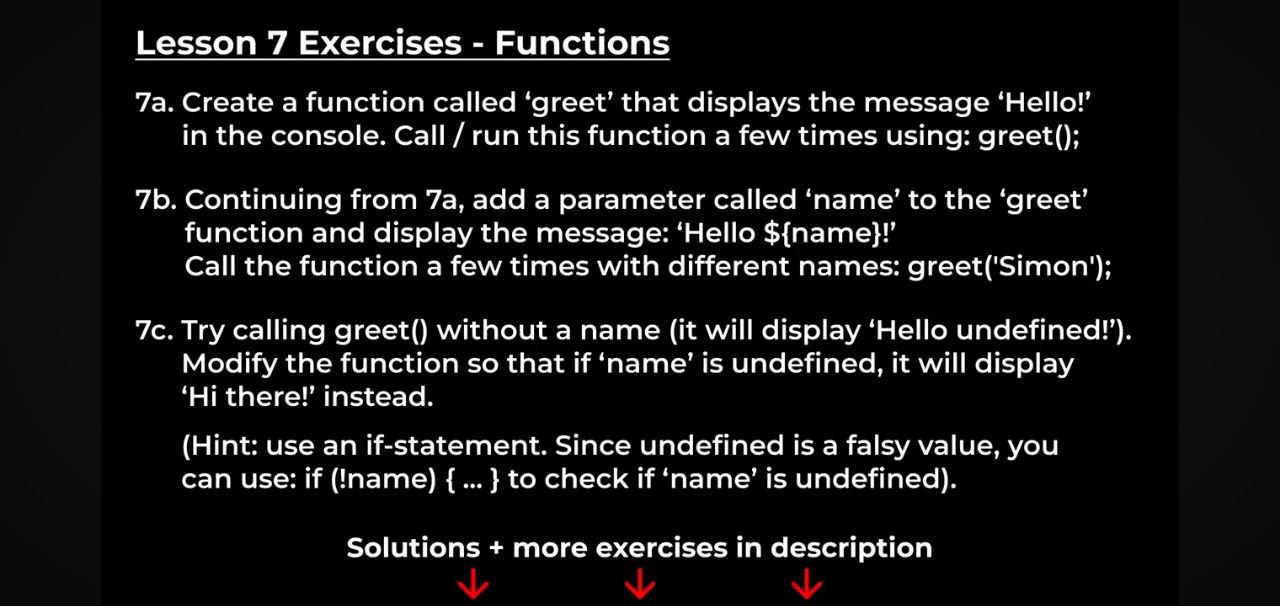 Lesson 7 Exercises - Functions
7a. Create a function called ‘greet’ that displays the message ‘Hello!’
in the console. Call / run this function a few times using: greet();
7b. Continuing from 7a, add a parameter called ‘name’ to the ‘greet’
function and display the message: ‘Hello ${name}!’
Call the function a few times with different names: greet('Simon');
7c. Try calling greet() without a name (it will display ‘Hello undefined!’).
Modify the function so that if ‘name’ is undefined, it will display
‘Hi there!’ instead.
(Hint: use an if-statement. Since undefined is a falsy value, you
can use: if (!name) { ... } to check if ‘name’ is undefined).
Solutions + more exercises in description